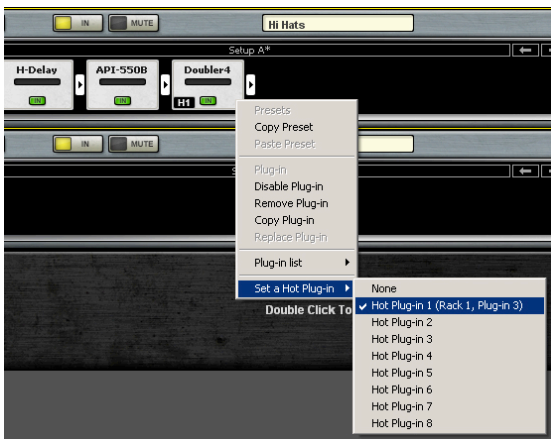 IN MUTE Hi Hats
Setup A*
H-Delay API-550B Doubler4
IN IN H1 IN
Presets
Copy Preset
Paste Preset
IN MUTE
Plug-in
Disable Plug-in
Remove Plug-in
Copy Plug-in
Replace Plug-in
Plug-in list
Set a Hot Plug-in
None
Double Click To
Hot Plug-in 1 (Rack 1, Plug-in 3)
Hot Plug-in 2
Hot Plug-in 3
Hot Plug-in 4
Hot Plug-in 5
Hot Plug-in 6
Hot Plug-in 7
Hot Plug-in 8